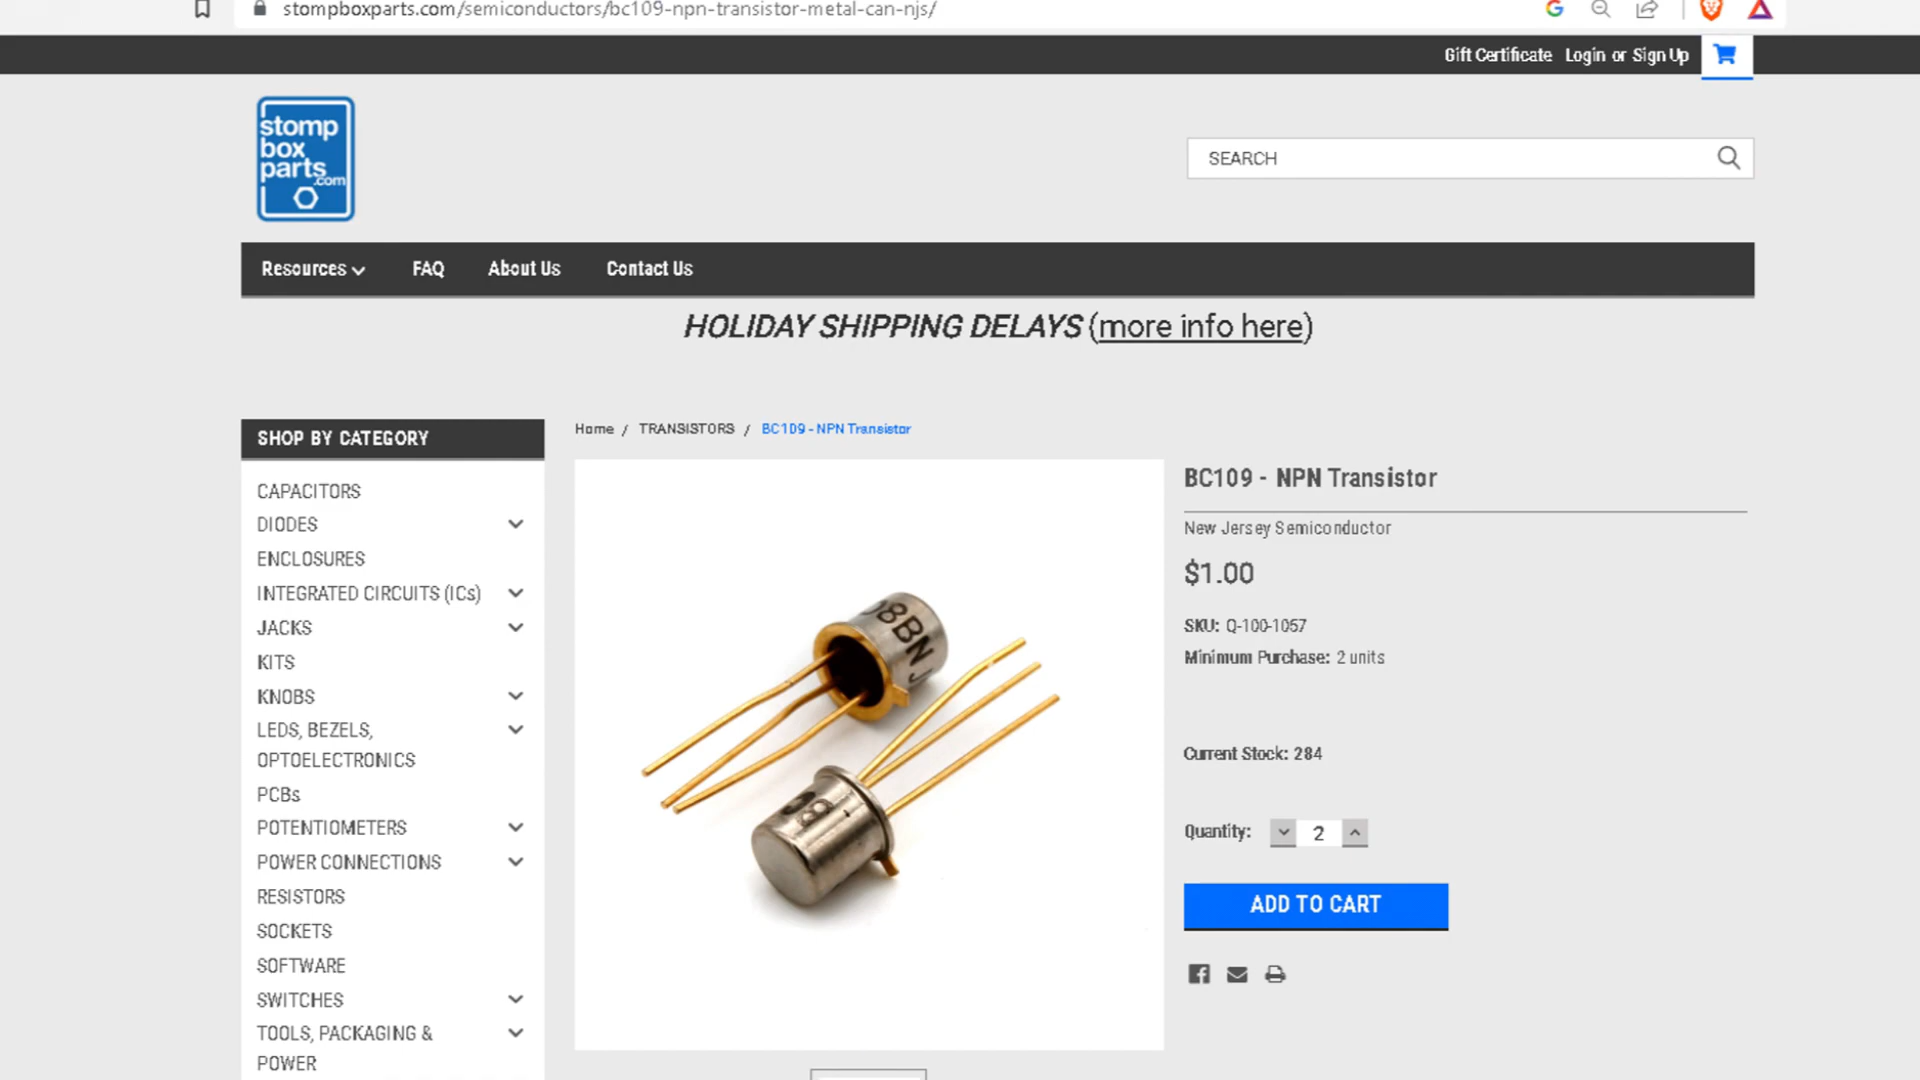 stompboxparts.com/semiconductors/bc109-npn-transistor-metal-can-njs/
Gift Certificate Login or Sign Up
stomp
box
parts
.com
SEARCH
Resources FAQ About Us Contact Us
HOLIDAY SHIPPING DELAYS (more info here)
SHOP BY CATEGORY
CAPACITORS
DIODES
ENCLOSURES
INTEGRATED CIRCUITS (ICs)
JACKS
KITS
KNOBS
LEDS, BEZELS,
OPTOELECTRONICS
PCBs
POTENTIOMETERS
POWER CONNECTIONS
RESISTORS
SOCKETS
SOFTWARE
SWITCHES
TOOLS, PACKAGING &
POWER
Home / TRANSISTORS / BC109 - NPN Transistor
08BN
BC109 - NPN Transistor
New Jersey Semiconductor
$1.00
SKU: Q-100-1057
Minimum Purchase: 2 units
Current Stock: 284
Quantity: 2
ADD TO CART